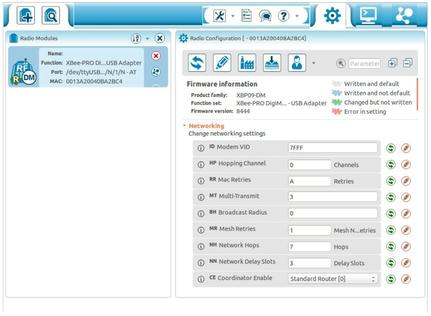 Radio Modules
Radio Configuration [ - 0013A20040BA2BC4]
Name:
Function: XBee-PRO Di...USB Adapter
Port: /dev/ttyUSB.../N/1/N - AT
MAC: 0013A20040BA2BC4
Parameter
Firmware information
Product family: XBP09-DM
Function set: XBee-PRO DigiM... - USB Adapter
Firmware version: 8444
Written and default
Written and not default
Changed but not written
Error in setting
Networking
Change networking settings
ID Modem VID 7FFF
HP Hopping Channel 0 Channels
RR Mac Retries A Retries
MT Multi-Transmit 3
BH Broadcast Radius 0
MR Mesh Retries 1 Mesh N...etries
NH Network Hops 7 Hops
NN Network Delay Slots 3 Delay Slots
CE Coordinator Enable Standard Router [0]